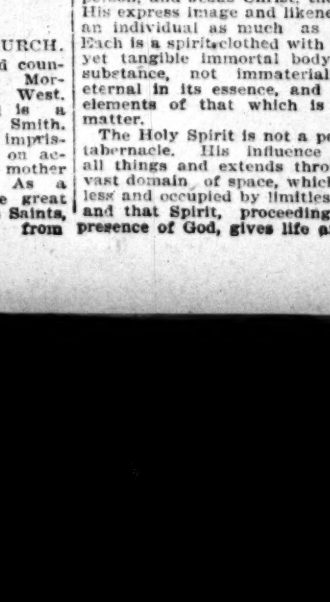 URCH.
coun-
Mor-
West.
is a
Smith.
impris-
on ac-
mother
As a
great
Saints,
from
His express image and likene
an individual as much as
Each is a spirit clothed with
yet tangible immortal body
substance, not immaterial
eternal in its essence, and
elements of that which is
matter.
The Holy Spirit is not a pe
tabernacle. His influence
all things and extends thro
vast domain of space, which
less and occupied by limitles
and that Spirit, proceeding
presence of God, gives life a